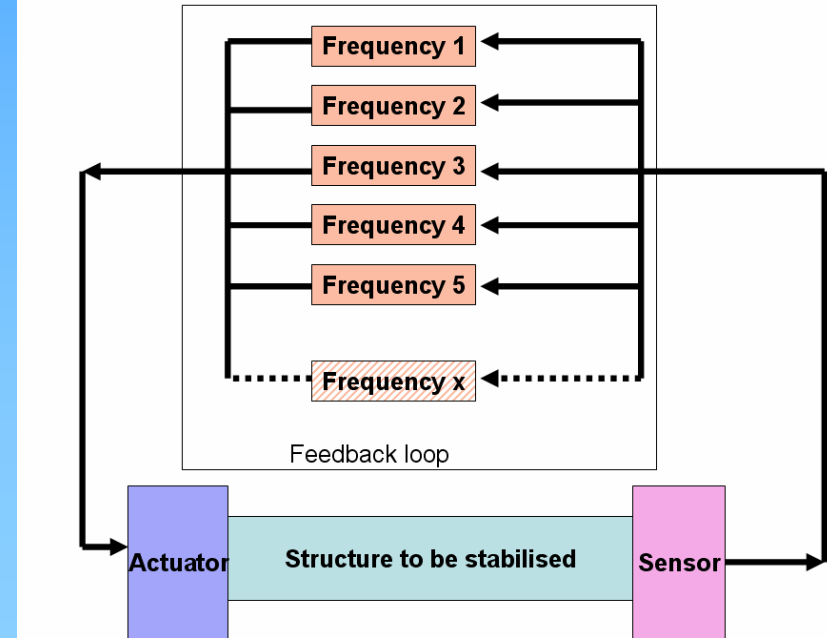 Frequency 1
Frequency 2
Frequency 3
Frequency 4
Frequency 5
Frequency x
Feedback loop
Actuator
Structure to be stabilised
Sensor